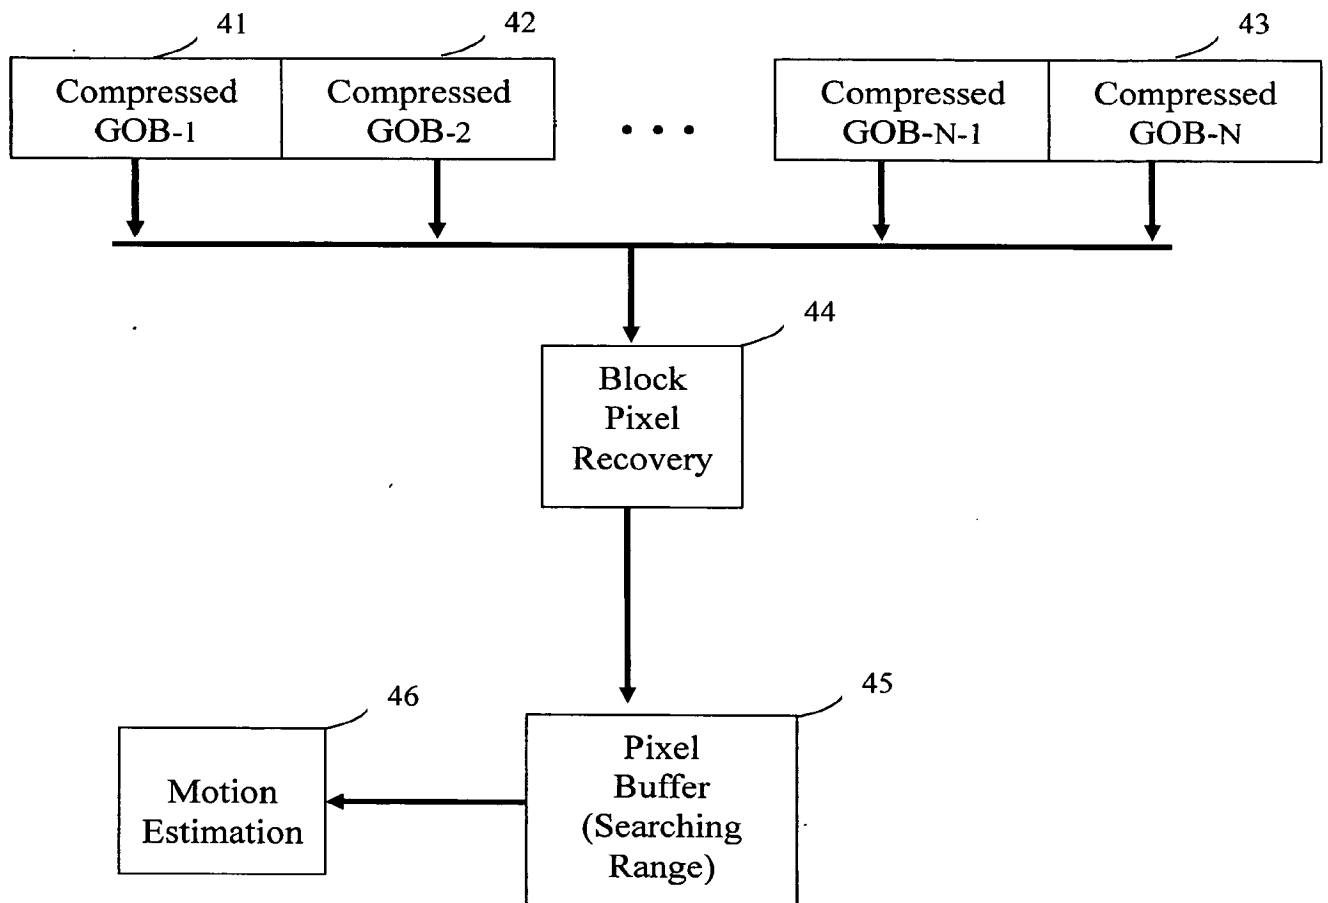 41
42
43
Compressed
GOB-1
Compressed
GOB-2
• • •
Compressed
GOB-N-1
Compressed
GOB-N
44
Block
Pixel
Recovery
45
46
Pixel
Buffer
(Searching
Range)
Motion
Estimation